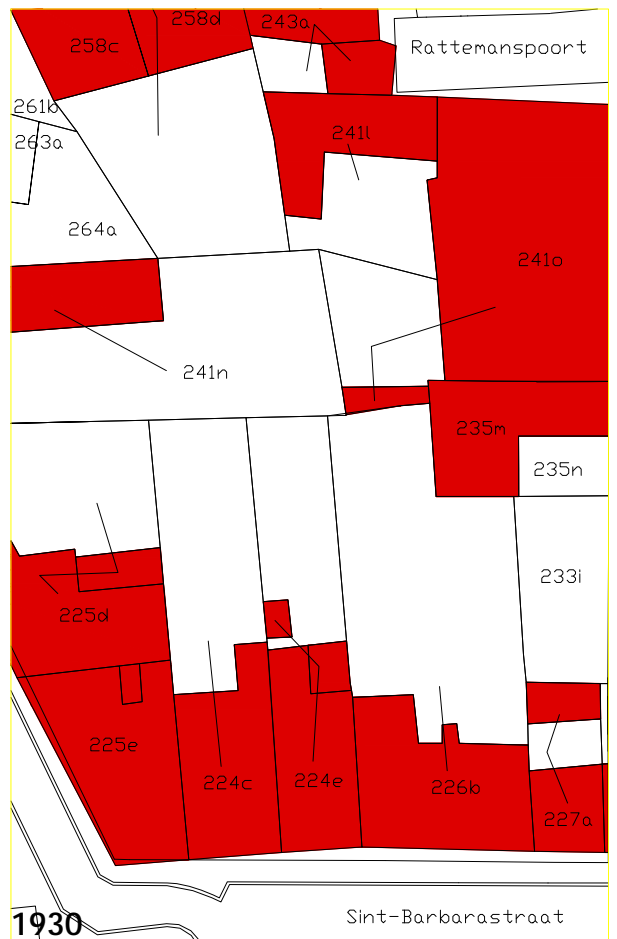 258d
243a
258c
Rattemanspoort
261b
241l
263a
264a
241o
241n
235m
235n
233i
225d
225e
224c
224e
226b
227a
1930
Sint-Barbarastraat